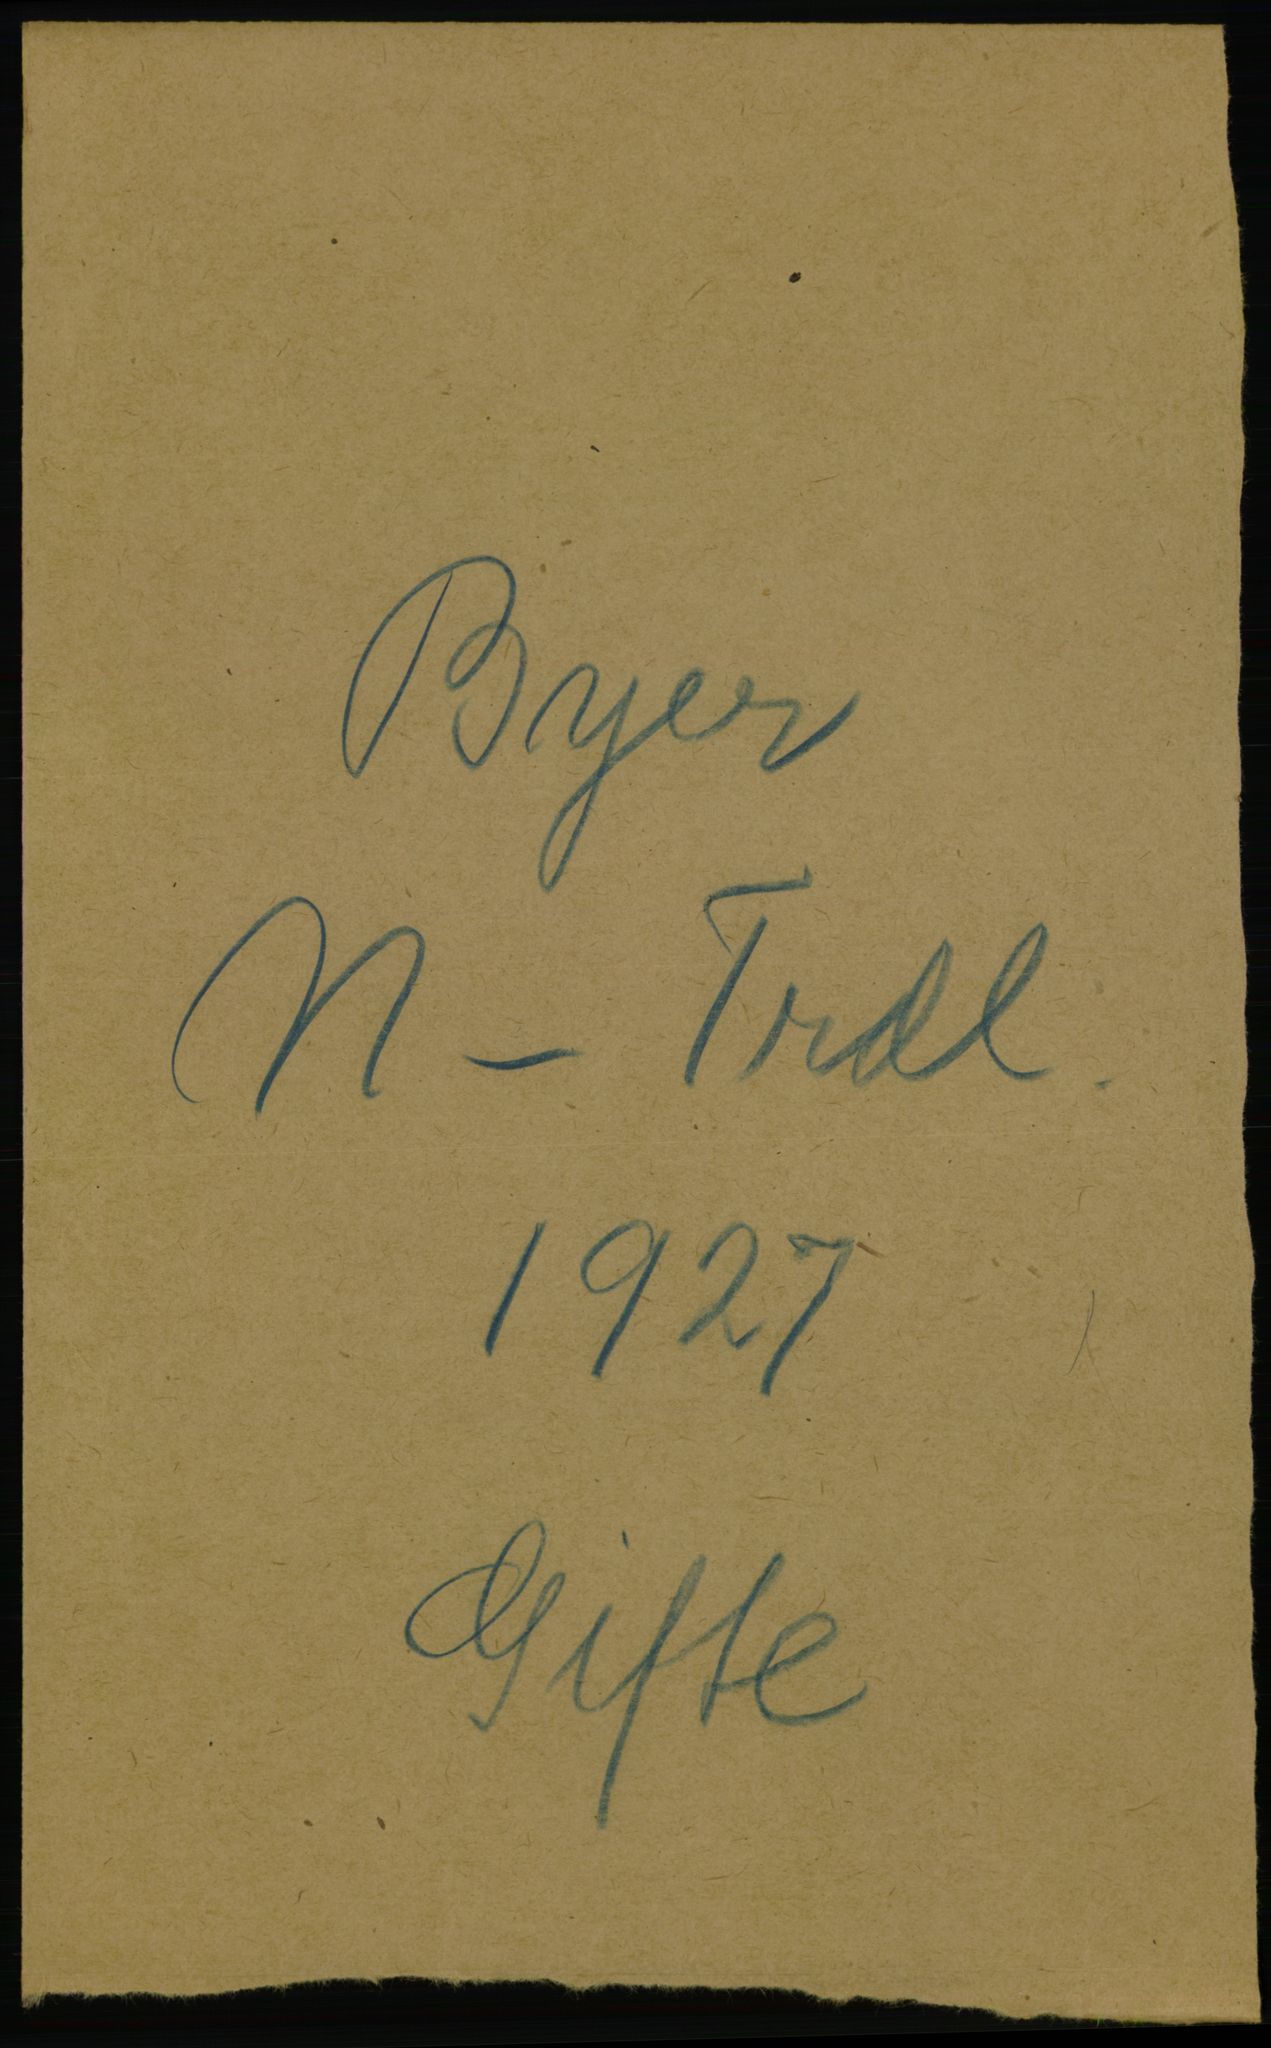 Byer
N - Trdl.
1927
Gifte